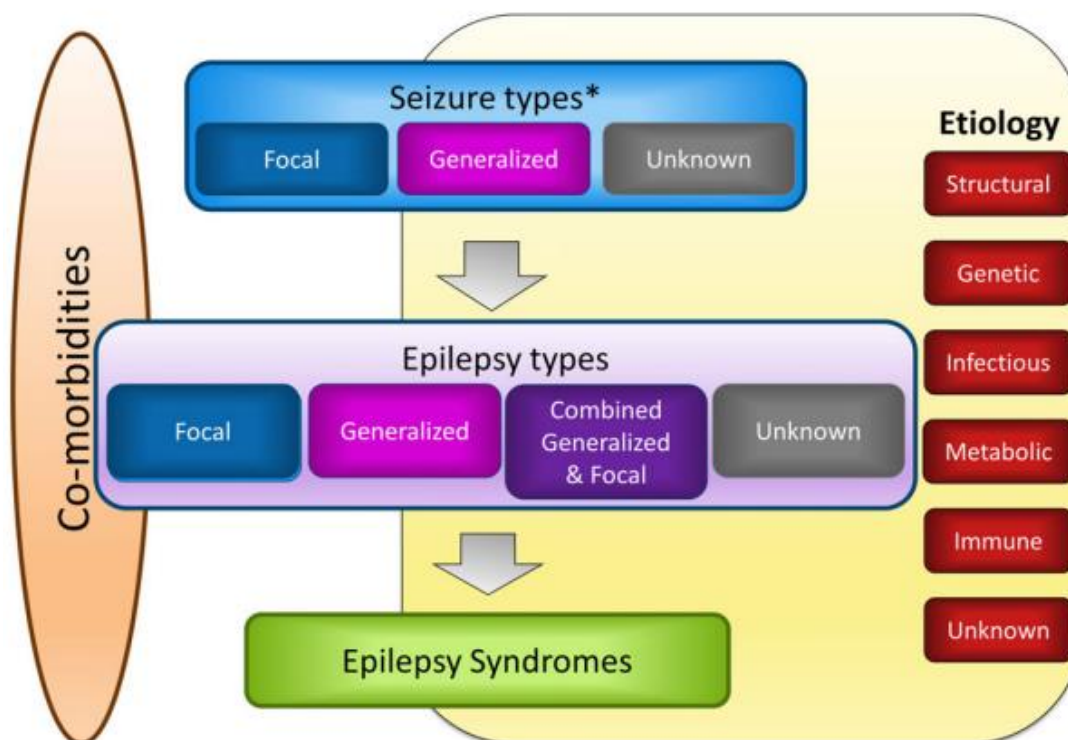 Co-morbidities
Seizure types*
Focal
Generalized
Unknown
Epilepsy types
Focal
Generalized
Combined
Generalized
& Focal
Unknown
Epilepsy Syndromes
Etiology
Structural
Genetic
Infectious
Metabolic
Immune
Unknown